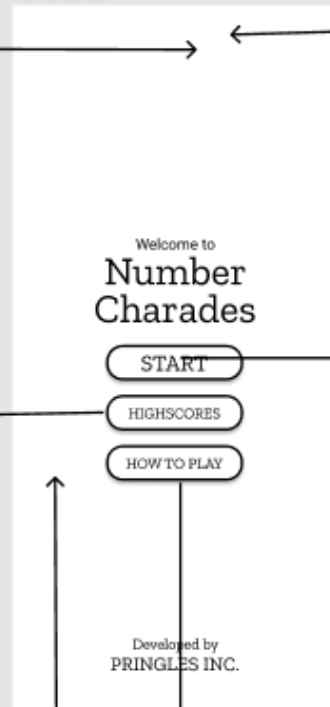 Welcome to
Number
Charades
START
HIGHSCORES
HOW TO PLAY
Developed by
PRINGLES INC.